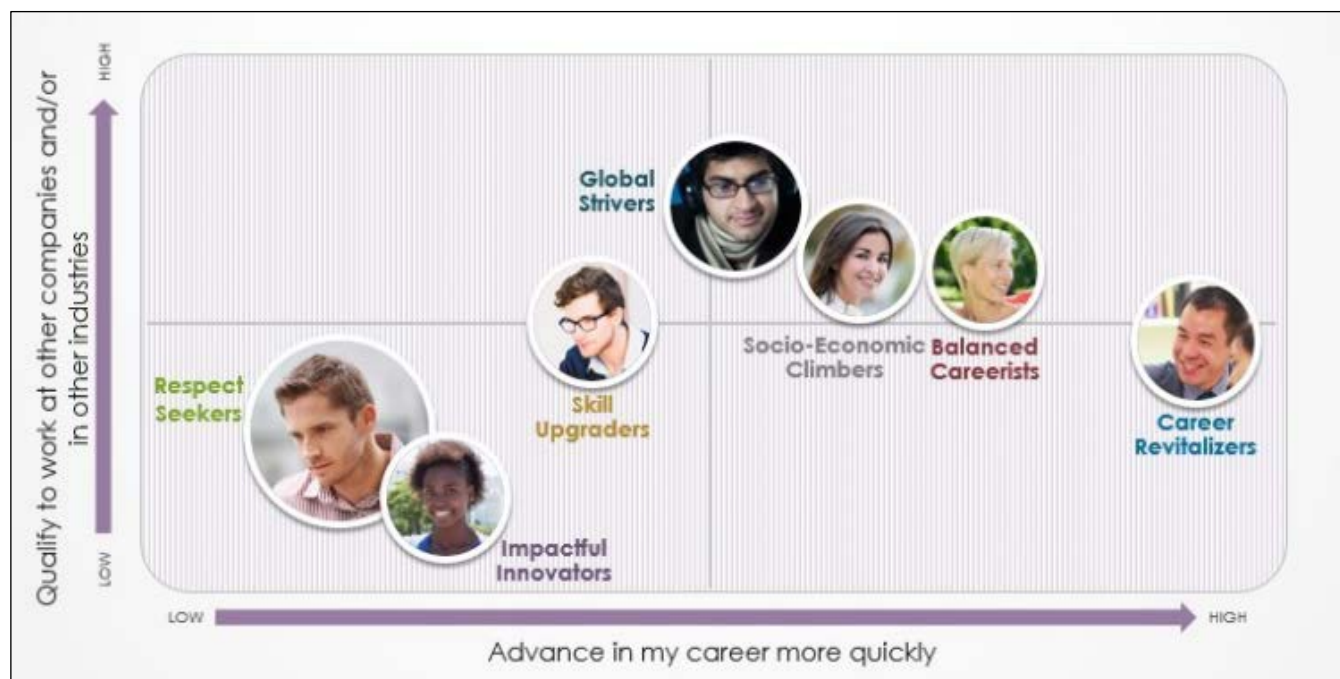 Qualify to work at other companies and/or
in other industries
HIGH
LOW
Global
Strivers
Socio-Economic
Climbers
Balanced
Careerists
Respect
Seekers
Skill
Upgraders
Career
Revitalizers
Impactful
Innovators
LOW
HIGH
Advance in my career more quickly